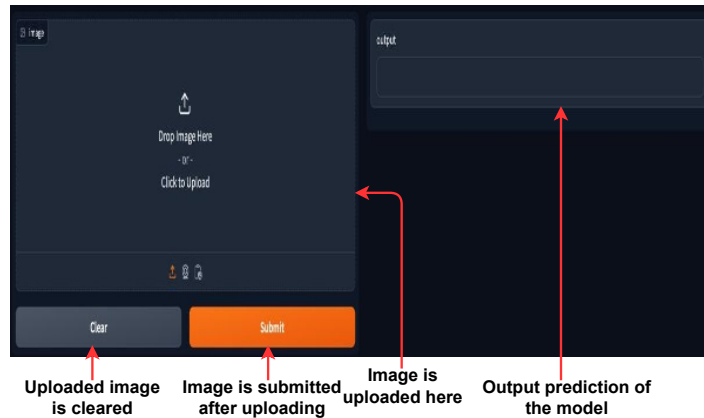 image
output
Drop Image Here
- or -
Click to Upload
Clear
Submit
Uploaded image
is cleared
Image is submitted
after uploading
Image is
uploaded here
Output prediction of
the model